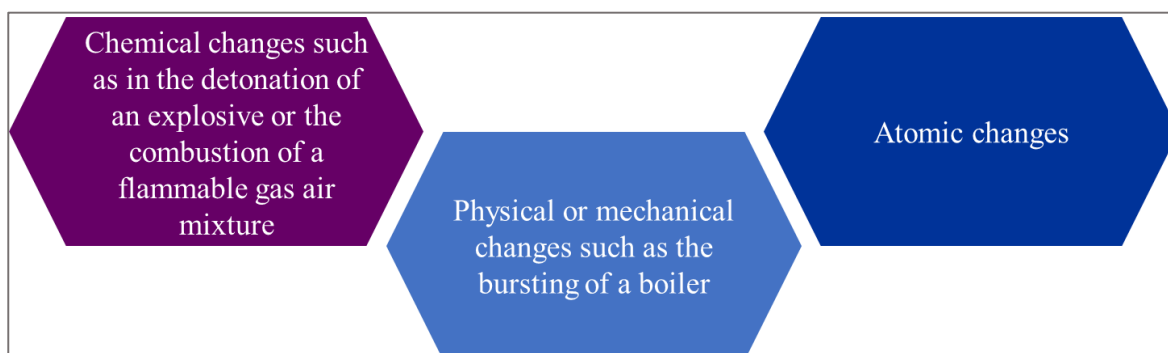 Chemical changes such
as in the detonation of
an explosive or the
combustion of a
flammable gas air
mixture
Physical or mechanical
changes such as the
bursting of a boiler
Atomic changes